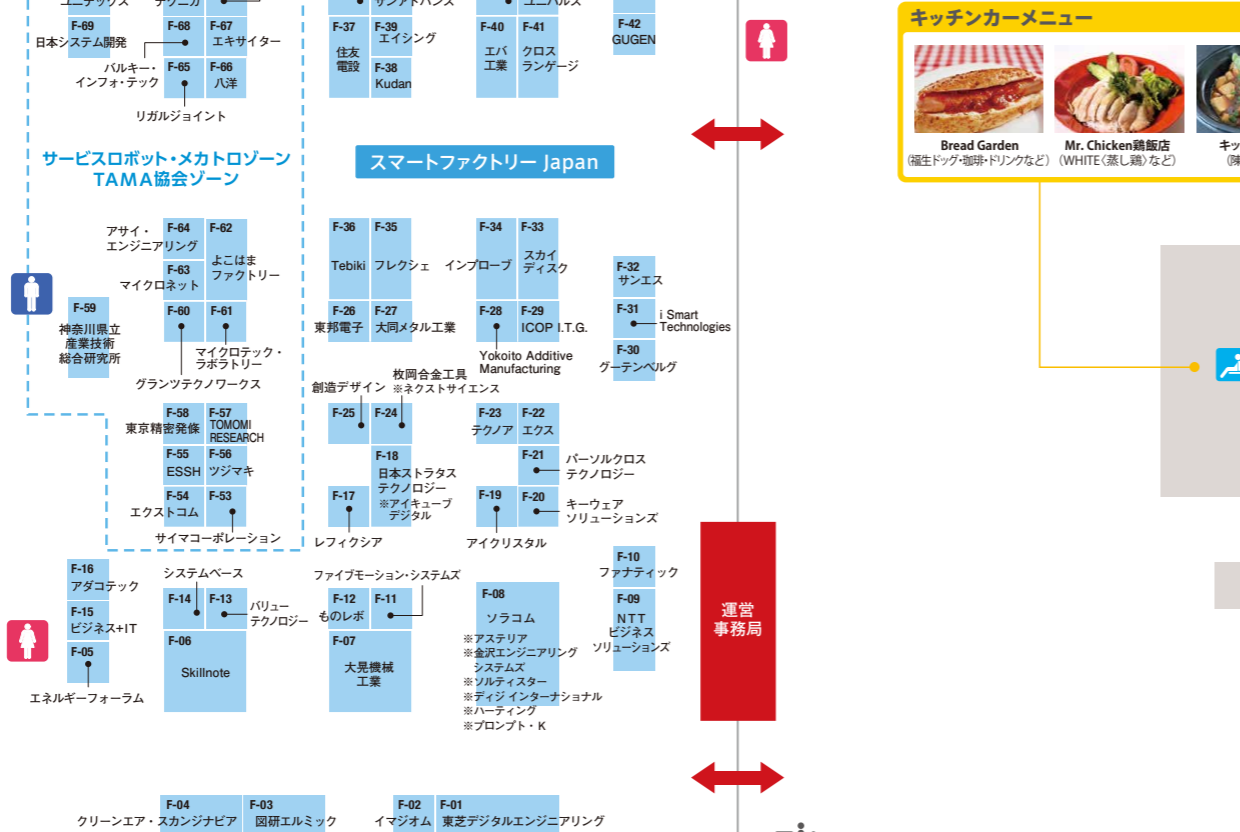 ユニテックス
テクニカ
サンアドバンス
ユニパルス
F-69
日本システム開発
F-68
F-67
エキサイター
バルキー・
インフォ・テック
F-65
F-66
八洋
リガルジョイント
F-37
住友
電設
F-39
エイシング
F-38
Kudan
F-40
エバ
工業
F-41
クロス
ランゲージ
F-42
GUGEN
サービスロボット・メカトロゾーン
TAMA協会ゾーン
スマートファクトリー Japan
キッチンカーメニュー
Bread Garden
(福生ドッグ・珈琲・ドリンクなど)
Mr. Chicken鶏飯店
(WHITE〈蒸し鶏〉など)
キッ
(陳
アサイ・
エンジニアリング
F-64
F-62
よこはま
ファクトリー
F-63
マイクロネット
F-59
神奈川県立
産業技術
総合研究所
F-60
F-61
マイクロテック・
ラボラトリー
グランツテクノワークス
F-36
Tebiki
F-35
フレクシェ
F-34
インプローブ
F-33
スカイ
ディスク
F-32
サンエス
F-26
東邦電子
F-27
大同メタル工業
F-28
Yokoito Additive
Manufacturing
F-29
ICOP I.T.G.
F-31
i Smart
Technologies
F-30
グーテンベルグ
創造デザイン
枚岡合金工具
※ネクストサイエンス
F-58
東京精密発條
F-57
TOMOMI
RESEARCH
F-55
ESSH
F-56
ツジマキ
F-54
エクストコム
F-53
サイマコーポレーション
F-25
F-24
F-18
日本ストラタス
テクノロジー
※アイキューブ
デジタル
F-17
レフィクシア
F-23
テクノア
F-22
エクス
F-21
パーソルクロス
テクノロジー
F-19
アイクリスタル
F-20
キーウェア
ソリューションズ
F-16
アダコテック
F-15
ビジネス+IT
F-05
エネルギーフォーラム
システムベース
F-14
F-13
バリュー
テクノロジー
F-06
Skillnote
ファイブモーション・システムズ
F-12
ものレボ
F-11
F-07
大晃機械
工業
F-08
ソラコム
※アステリア
※金沢エンジニアリング
システムズ
※ソルティスター
※ディジ インターナショナル
※ハーティング
※プロンプト・K
F-10
ファナティック
F-09
NTT
ビジネス
ソリューションズ
運営
事務局
F-04
クリーンエア・スカンジナビア
F-03
図研エルミック
F-02
イマジオム
F-01
東芝デジタルエンジニアリング